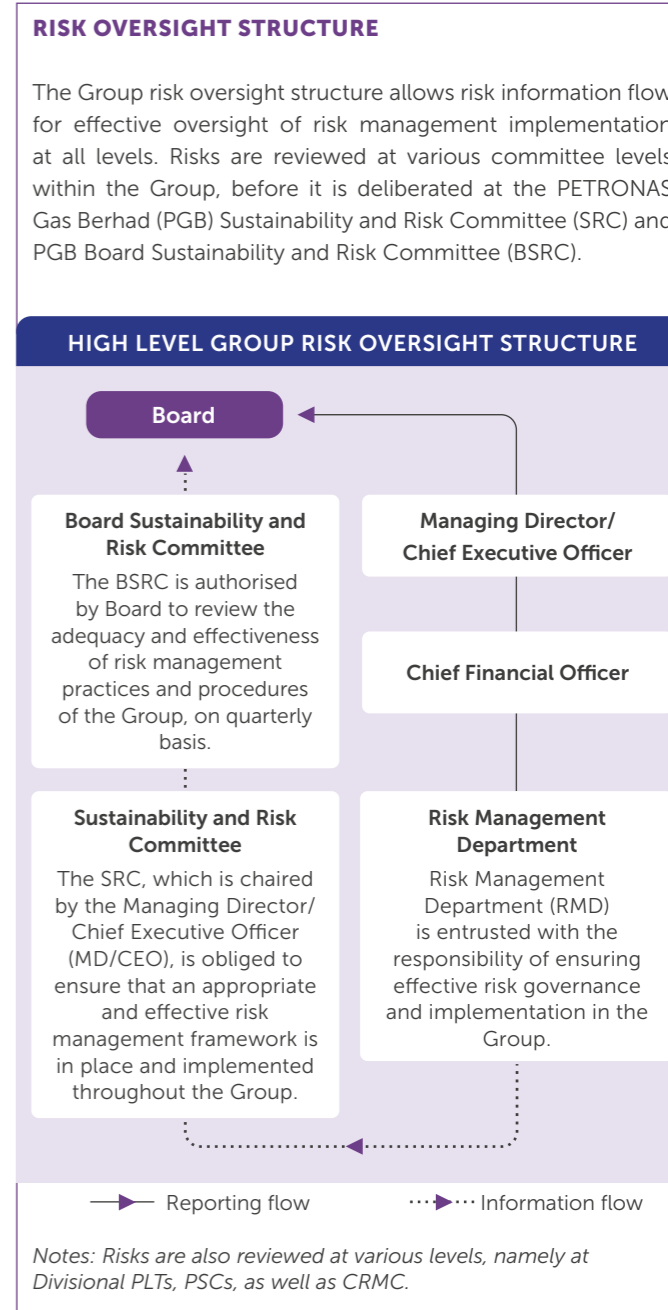 RISK OVERSIGHT STRUCTURE
The Group risk oversight structure allows risk information flow
for effective oversight of risk management implementation
at all levels. Risks are reviewed at various committee levels
within the Group, before it is deliberated at the PETRONAS
Gas Berhad (PGB) Sustainability and Risk Committee (SRC) and
PGB Board Sustainability and Risk Committee (BSRC).
HIGH LEVEL GROUP RISK OVERSIGHT STRUCTURE
Board
Board Sustainability and
Risk Committee
The BSRC is authorised
by Board to review the
adequacy and effectiveness
of risk management
practices and procedures
of the Group, on quarterly
basis.
Managing Director/
Chief Executive Officer
Chief Financial Officer
Sustainability and Risk
Committee
The SRC, which is chaired
by the Managing Director/
Chief Executive Officer
(MD/CEO), is obliged to
ensure that an appropriate
and effective risk
management framework is
in place and implemented
throughout the Group.
Risk Management
Department
Risk Management
Department (RMD)
is entrusted with the
responsibility of ensuring
effective risk governance
and implementation in the
Group.
Reporting flow
Information flow
Notes: Risks are also reviewed at various levels, namely at
Divisional PLTs, PSCs, as well as CRMC.